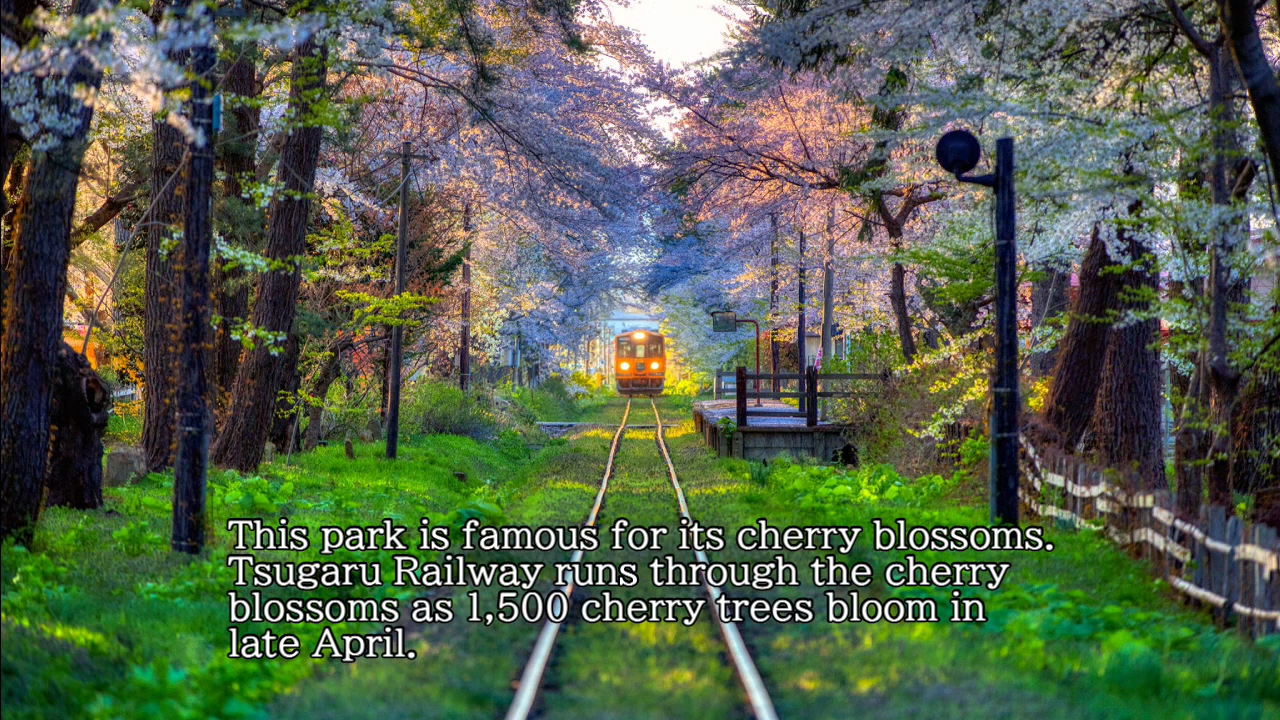 This park is famous for its cherry blossoms.
Tsugaru Railway runs through the cherry
blossoms as 1,500 cherry trees bloom in
late April.